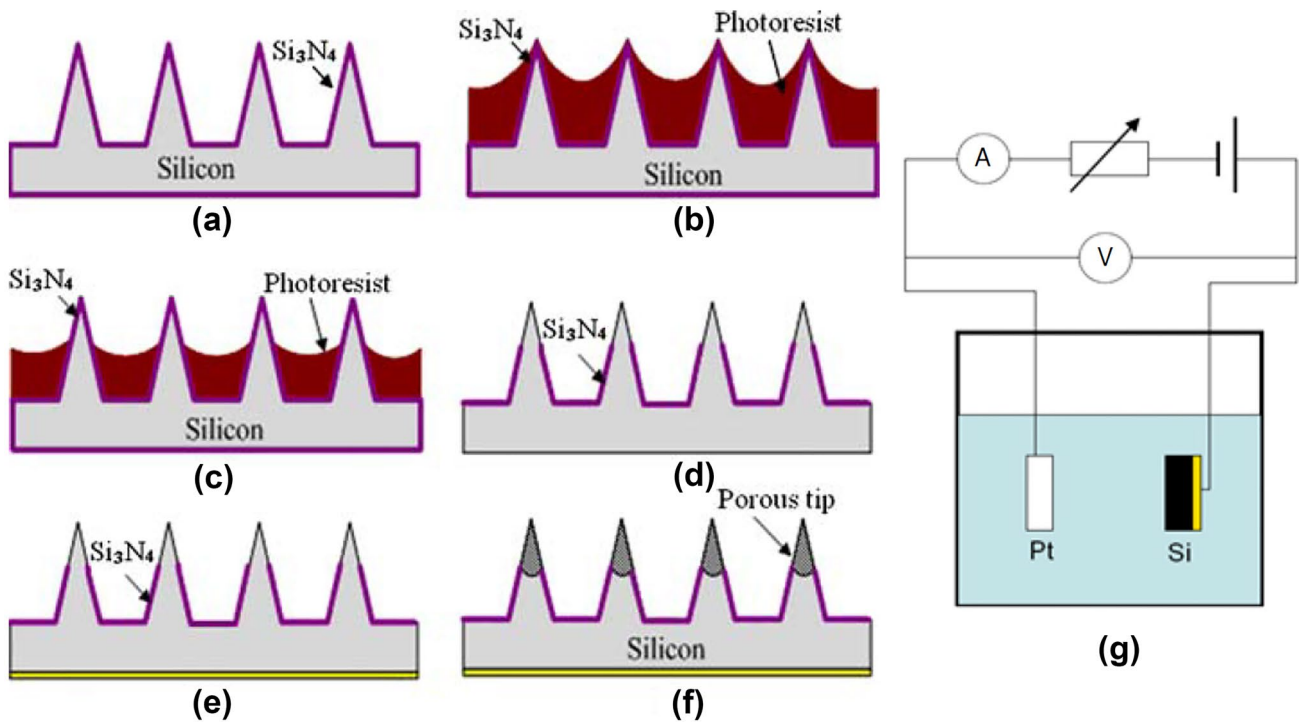 Si₃N₄
Silicon
(a)
Si₃N₄
Photoresist
Silicon
(b)
Si₃N₄
Photoresist
Silicon
(c)
Si₃N₄
(d)
Si₃N₄
(e)
Porous tip
Silicon
(f)
A
V
Pt
Si
(g)